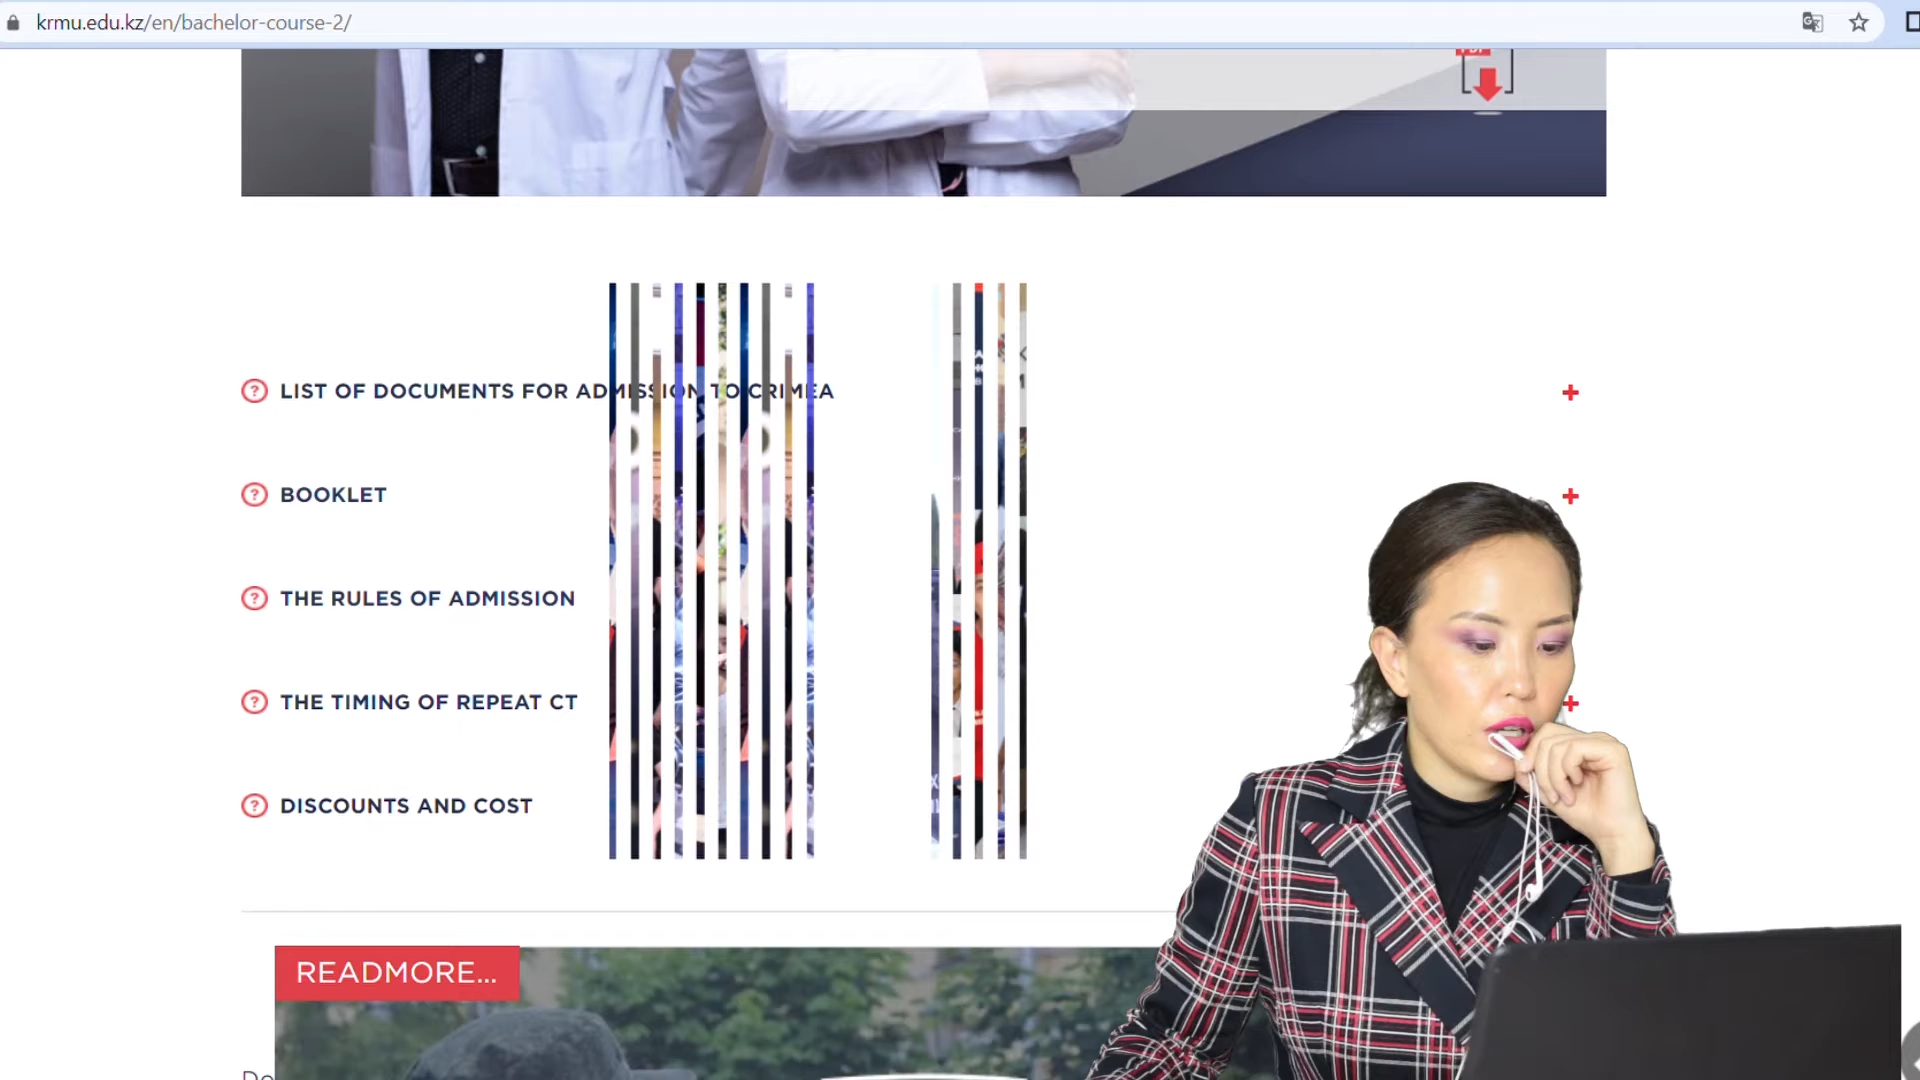 krmu.edu.kz/en/bachelor-course-2/
PDF
LIST OF DOCUMENTS FOR ADMISSION TO CRIMEA
BOOKLET
THE RULES OF ADMISSION
THE TIMING OF REPEAT CT
DISCOUNTS AND COST
READMORE...